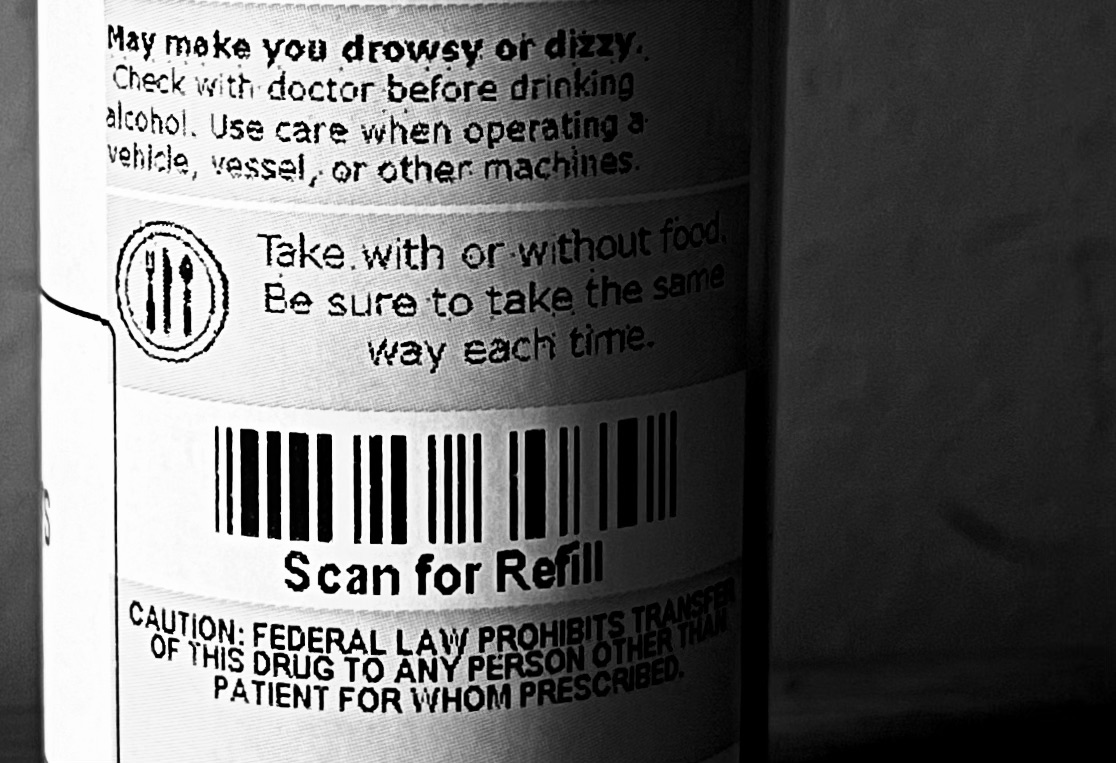 May make you drowsy or dizzy.
Check with doctor before drinking
alcohol. Use care when operating a
vehicle, vessel, or other machines.
Take with or without food.
Be sure to take the same
way each time.
Scan for Refill
CAUTION: FEDERAL LAW PROHIBITS TRANSFER
OF THIS DRUG TO ANY PERSON OTHER THAN
PATIENT FOR WHOM PRESCRIBED.